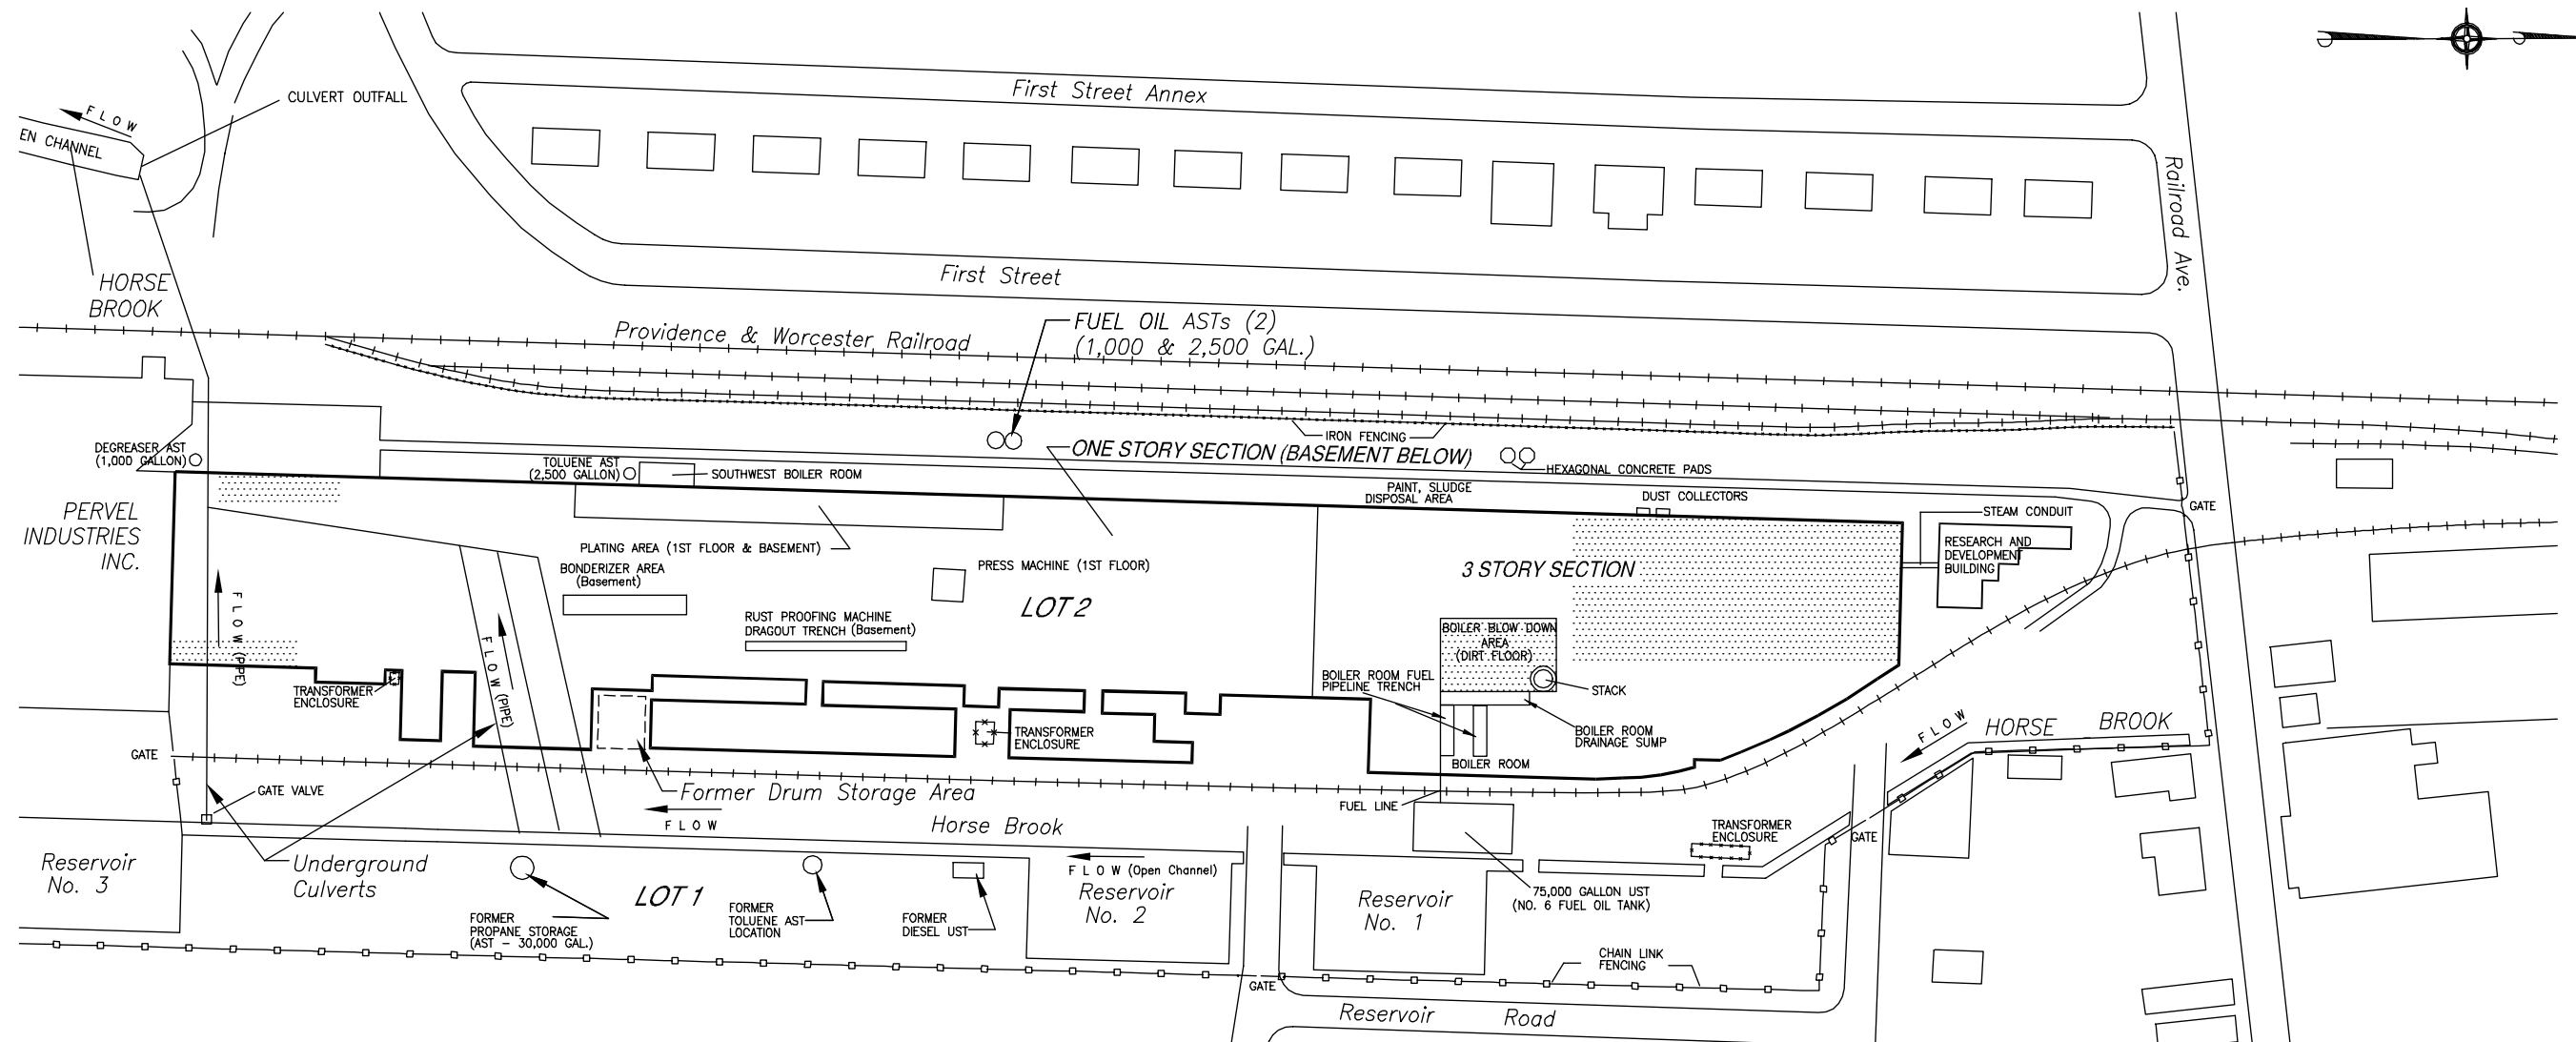 First Street Annex
CULVERT OUTFALL
FLOW
EN CHANNEL
Railroad Ave.
HORSE
BROOK
First Street
Providence & Worcester Railroad
FUEL OIL ASTs (2)
(1,000 & 2,500 GAL.)
IRON FENCING
ONE STORY SECTION (BASEMENT BELOW)
HEXAGONAL CONCRETE PADS
DEGREASER AST
(1,000 GALLON)
TOLUENE AST
(2,500 GALLON)
SOUTHWEST BOILER ROOM
PAINT, SLUDGE
DISPOSAL AREA
DUST COLLECTORS
GATE
STEAM CONDUIT
PERVEL
INDUSTRIES
INC.
PLATING AREA (1ST FLOOR & BASEMENT)
BONDERIZER AREA
(Basement)
PRESS MACHINE (1ST FLOOR)
3 STORY SECTION
RESEARCH AND
DEVELOPMENT
BUILDING
LOT 2
FLOW (PIPE)
FLOW (PIPE)
RUST PROOFING MACHINE
DRAGOUT TRENCH (Basement)
BOILER BLOW DOWN
AREA
(DIRT FLOOR)
BOILER ROOM FUEL
PIPELINE TRENCH
STACK
TRANSFORMER
ENCLOSURE
TRANSFORMER
ENCLOSURE
BOILER ROOM
DRAINAGE SUMP
BOILER ROOM
FLOW
HORSE BROOK
GATE
GATE VALVE
Former Drum Storage Area
FLOW
Horse Brook
FUEL LINE
TRANSFORMER
ENCLOSURE
GATE
Reservoir
No. 3
Underground
Culverts
LOT 1
FLOW (Open Channel)
Reservoir
No. 2
Reservoir
No. 1
75,000 GALLON UST
(NO. 6 FUEL OIL TANK)
FORMER
PROPANE STORAGE
(AST - 30,000 GAL.)
FORMER
TOLUENE AST
LOCATION
FORMER
DIESEL UST
CHAIN LINK
FENCING
GATE
Reservoir Road